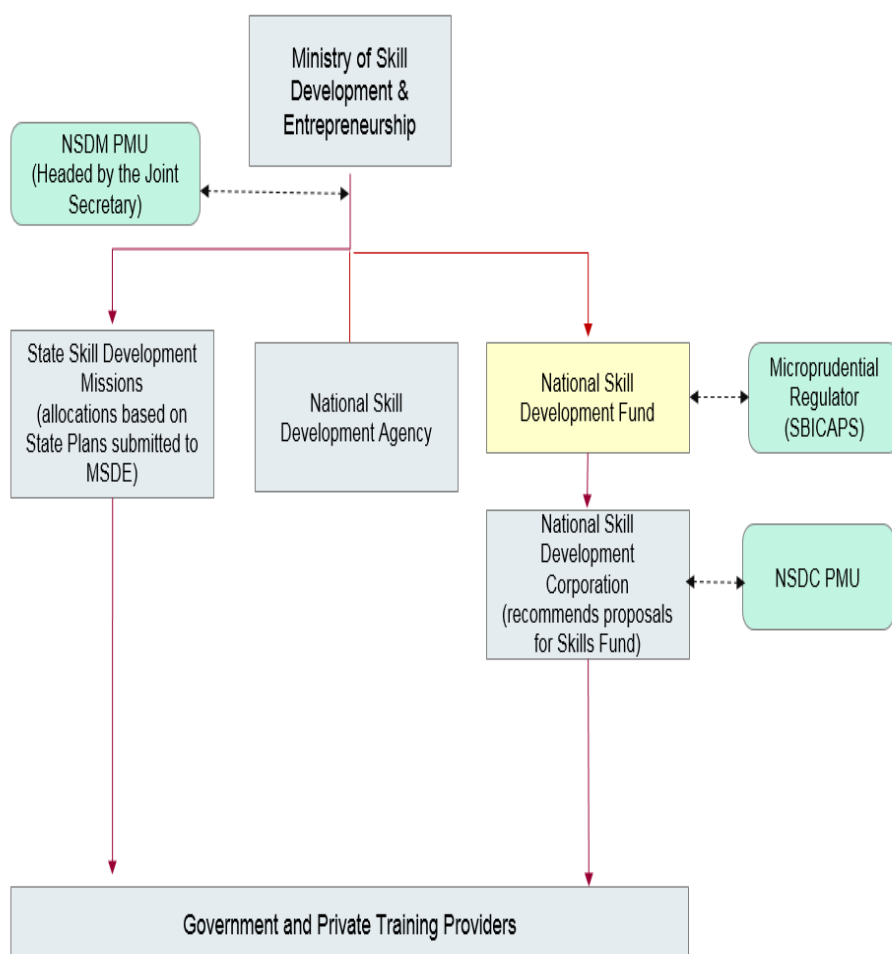 Ministry of Skill
Development &
Entrepreneurship
NSDM PMU
(Headed by the Joint
Secretary)
State Skill Development
Missions
(allocations based on
State Plans submitted to
MSDE)
National Skill
Development Agency
National Skill
Development Fund
Microprudential
Regulator
(SBICAPS)
National Skill
Development
Corporation
(recommends proposals
for Skills Fund)
NSDC PMU
Government and Private Training Providers